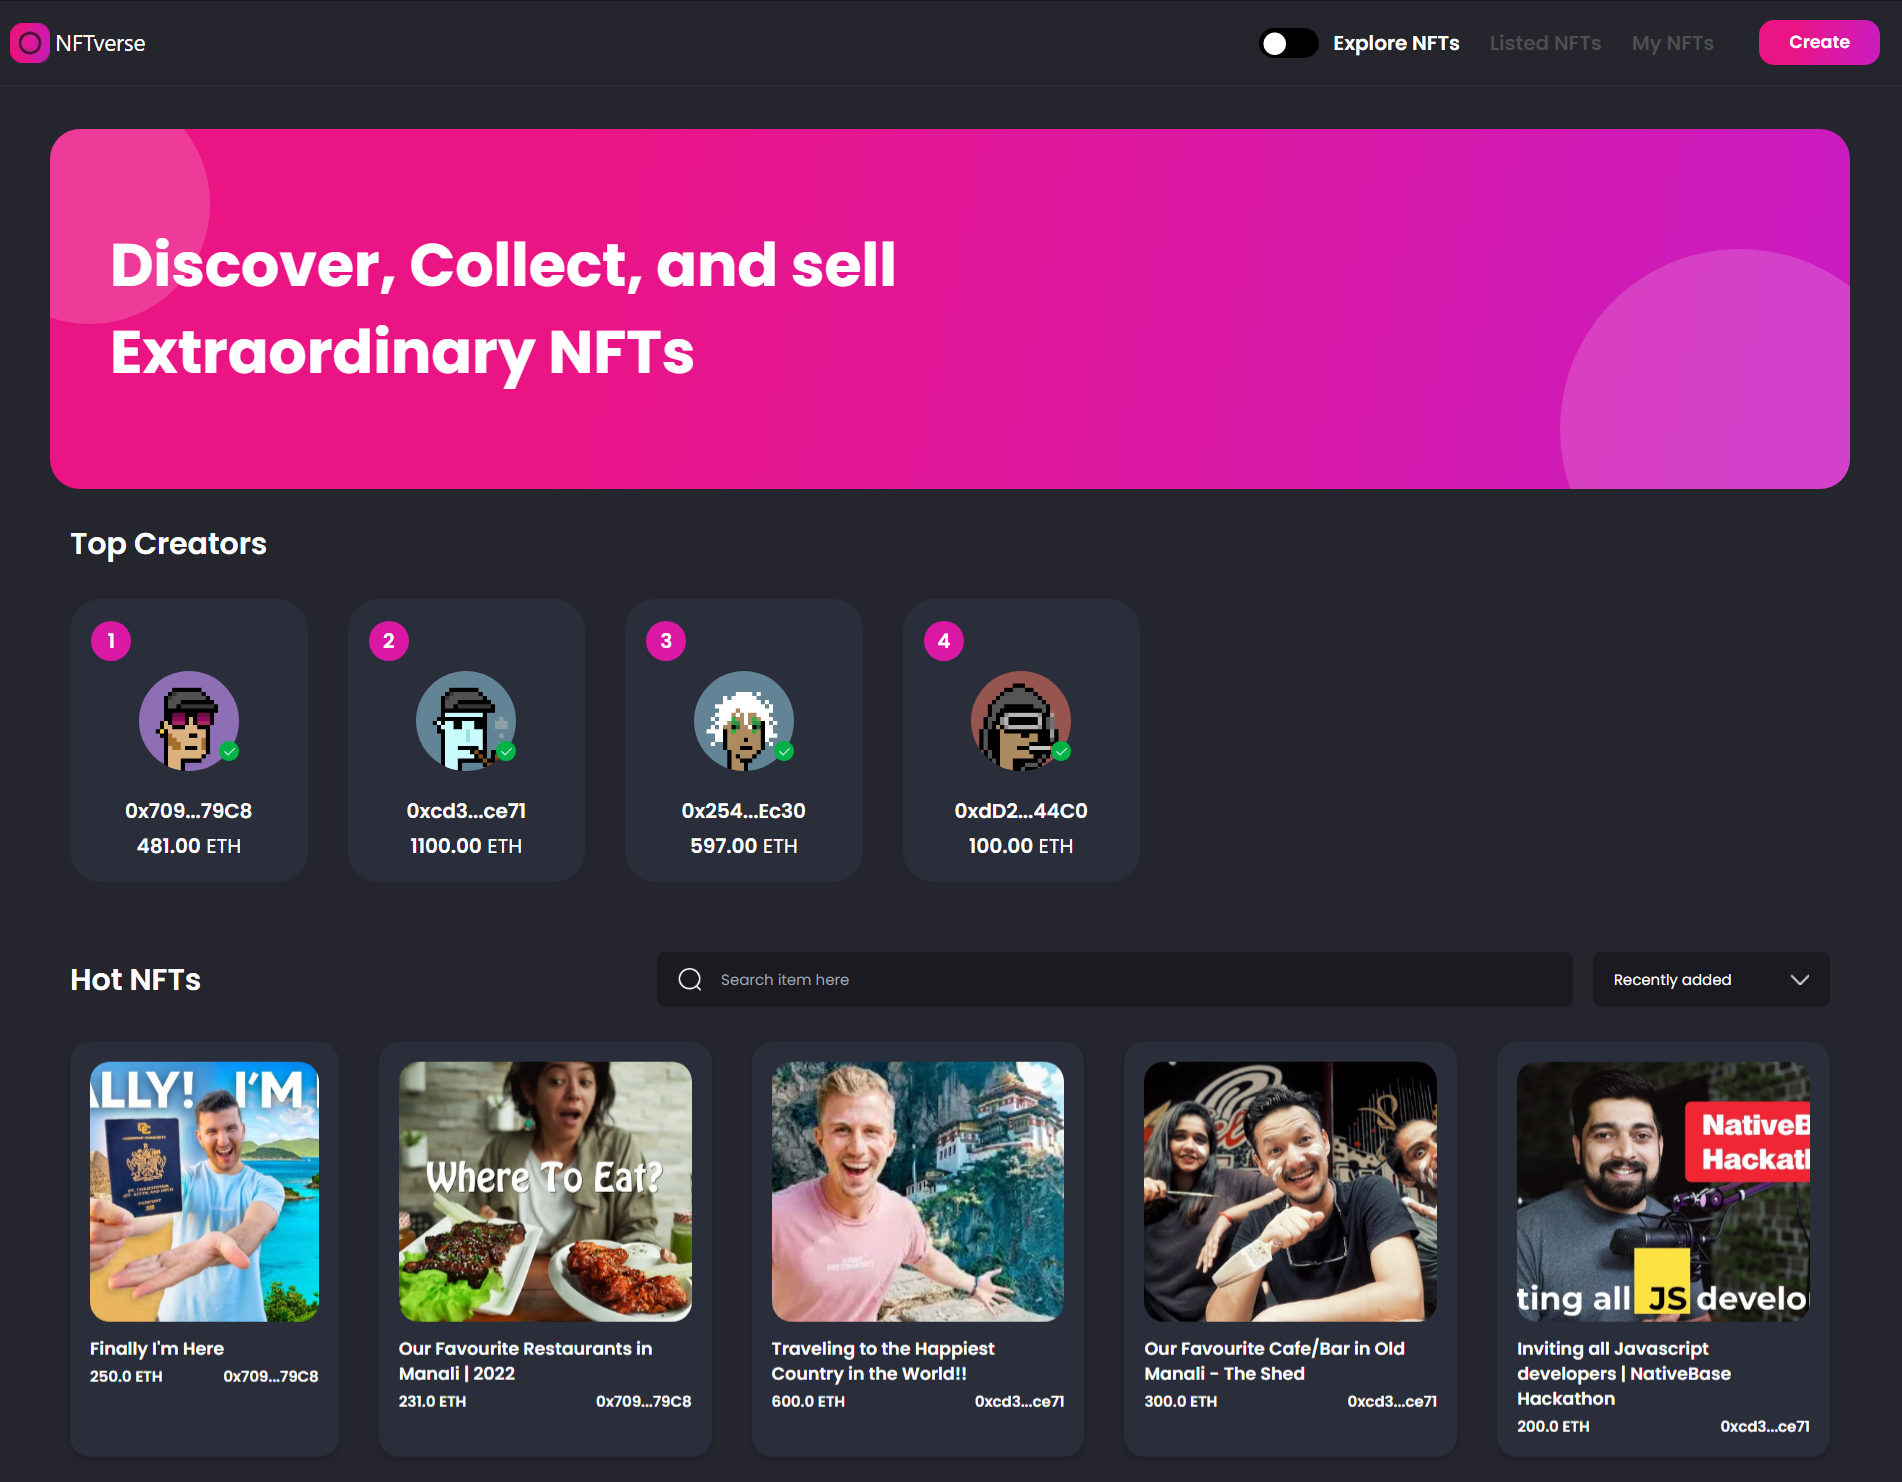 NFTverse
Explore NFTs
Listed NFTs
My NFTs
Create
Discover, Collect, and sell
Extraordinary NFTs
Top Creators
1
2
3
4
0x709...79C8
0xcd3...ce71
0x254...Ec30
0xdD2...44C0
481.00 ETH
1100.00 ETH
597.00 ETH
100.00 ETH
Hot NFTs
Search item here
Recently added
ALLY! I'M
Finally I'm Here
250.0 ETH 0x709...79C8
Where To Eat?
Our Favourite Restaurants in
Manali | 2022
231.0 ETH 0x709...79C8
Traveling to the Happiest
Country in the World!!
600.0 ETH 0xcd3...ce71
Our Favourite Cafe/Bar in Old
Manali - The Shed
300.0 ETH 0xcd3...ce71
NativeB
Hackat
ting all JS develo
Inviting all Javascript
developers | NativeBase
Hackathon
200.0 ETH 0xcd3...ce71